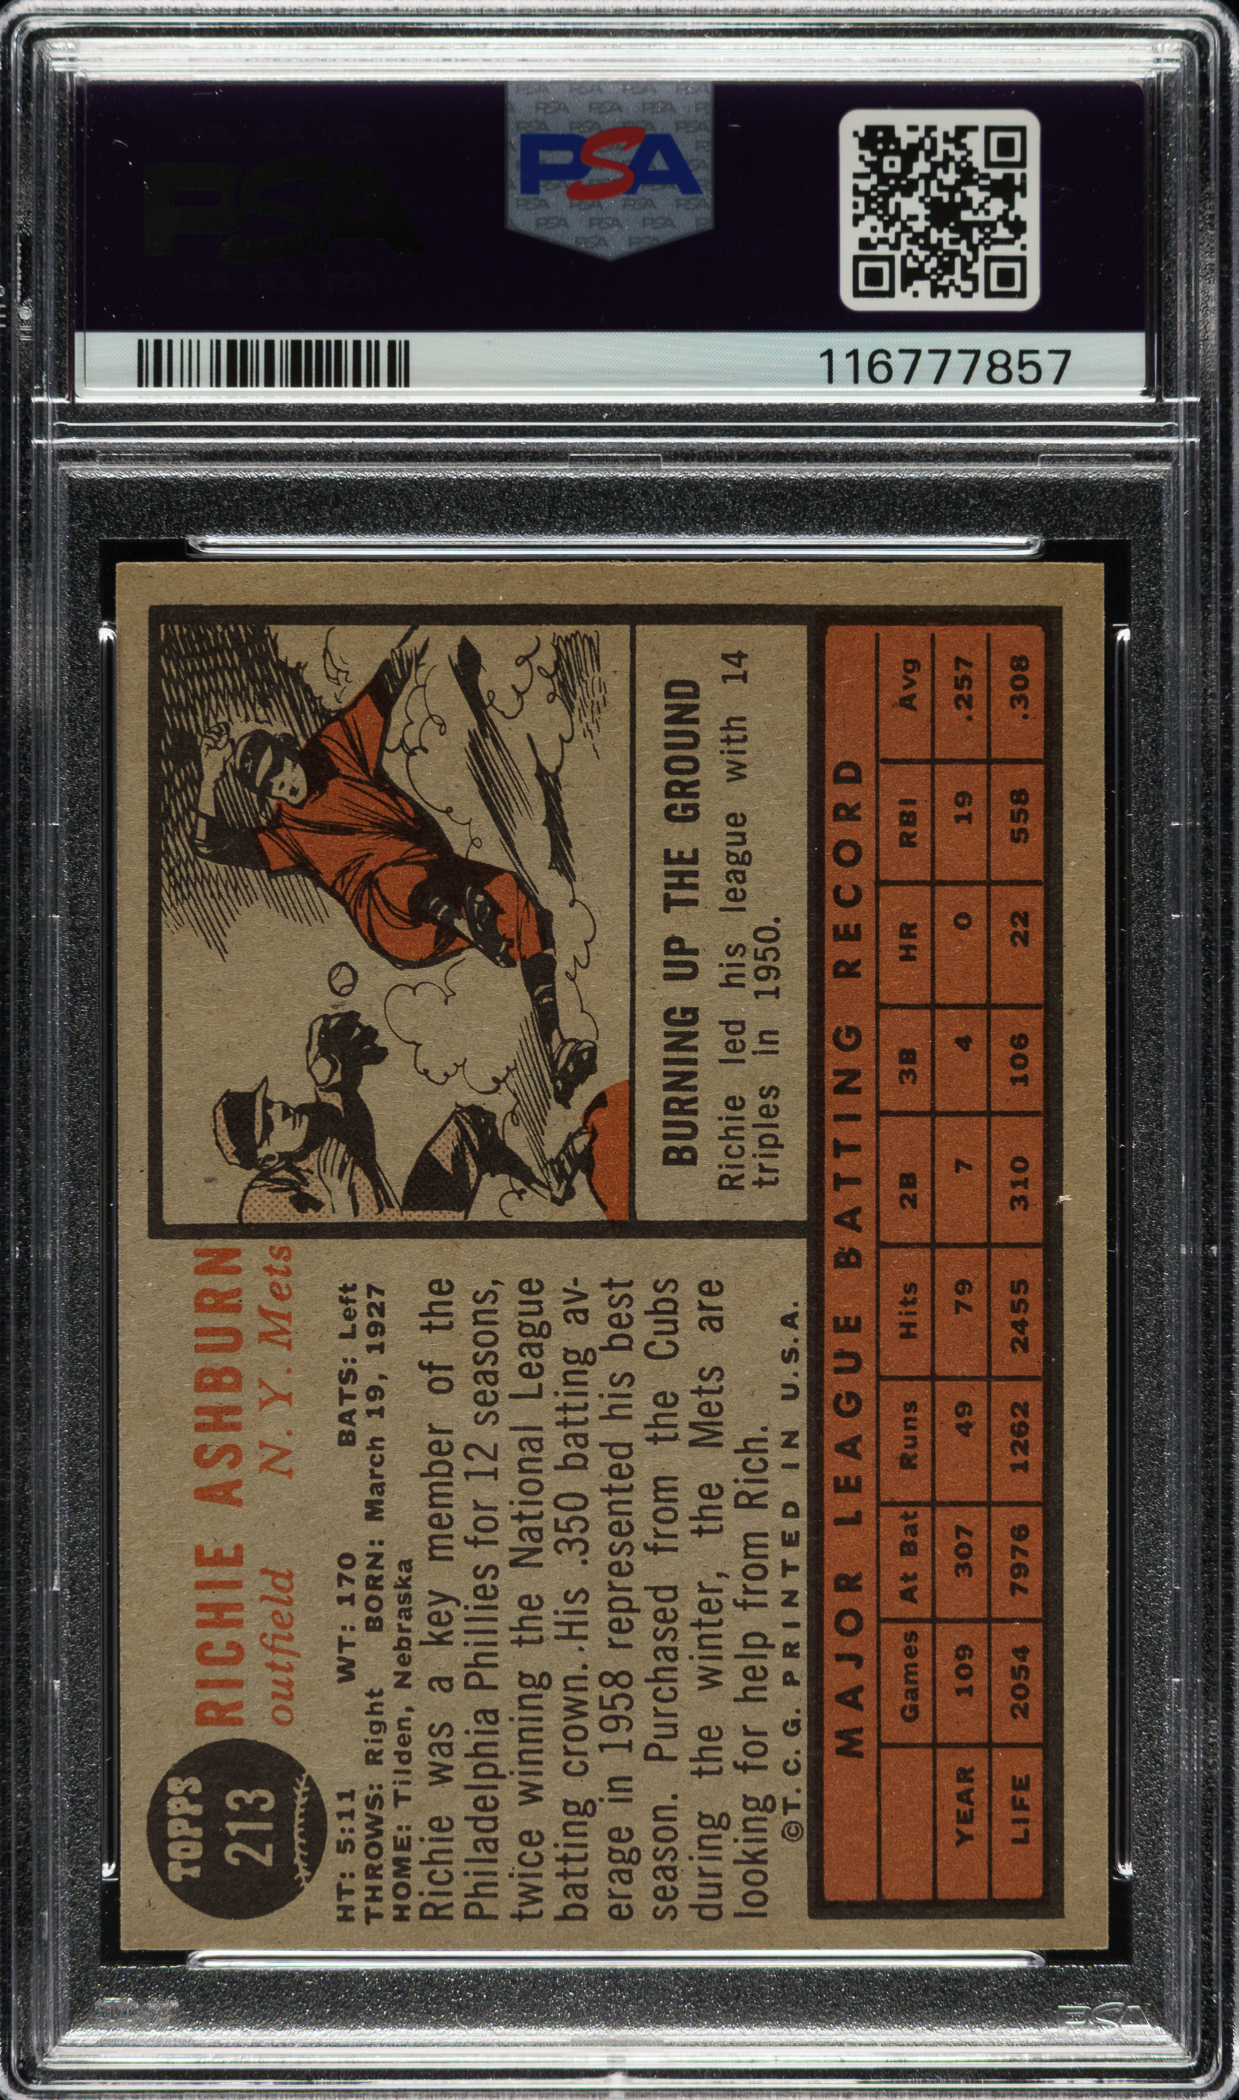 PSA
PSA
116777857
TOPPS
213
RICHIE ASHBURN
outfield N. Y. Mets
HT: 5:11 WT: 170 BATS: Left
THROWS: Right BORN: March 19, 1927
HOME: Tilden, Nebraska
Richie was a key member of the
Philadelphia Phillies for 12 seasons,
twice winning the National League
batting crown. His .350 batting av-
erage in 1958 represented his best
season. Purchased from the Cubs
during the winter, the Mets are
looking for help from Rich.
©T. C. G. PRINTED IN U.S.A.
BURNING UP THE GROUND
Richie led his league with 14
triples in 1950.
MAJOR LEAGUE BATTING RECORD
Games At Bat Runs Hits 2B 3B HR RBI Avg
YEAR 109 307 49 79 7 4 0 19 .257
LIFE 2054 7976 1262 2455 310 106 22 558 .308
PSA